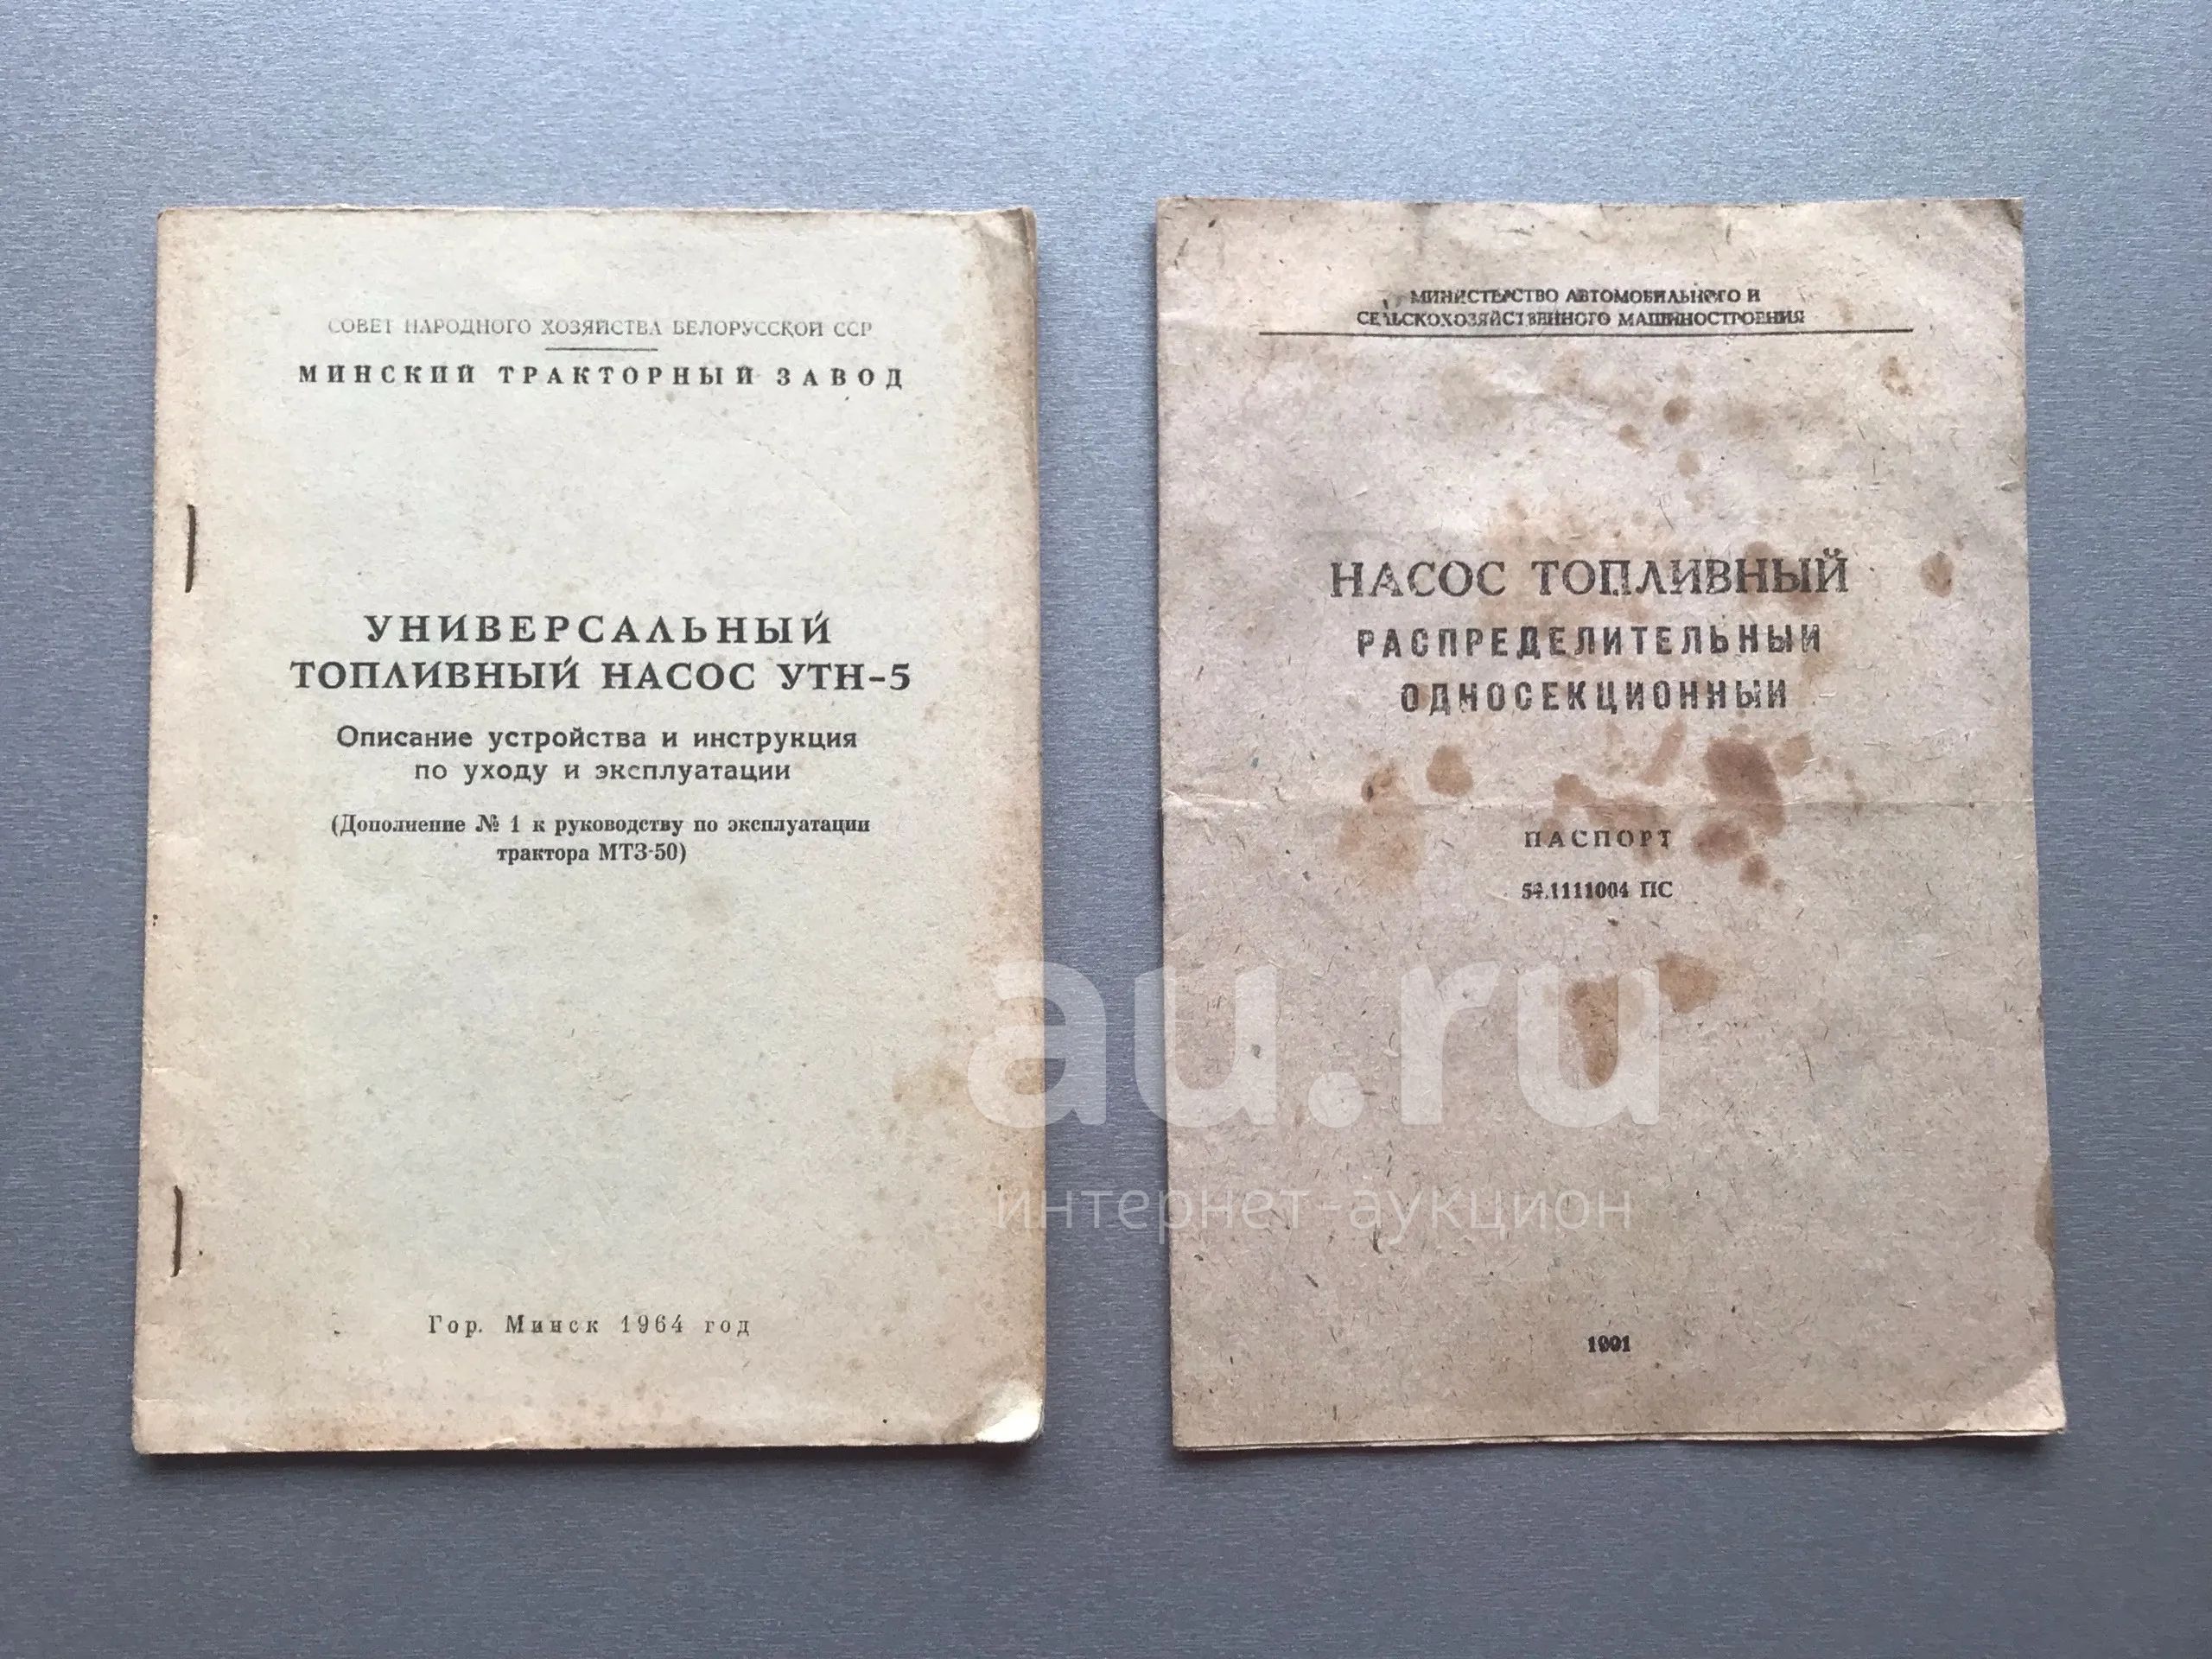 СОВЕТ НАРОДНОГО ХОЗЯЙСТВА БЕЛОРУССКОЙ ССР
МИНСКИЙ ТРАКТОРНЫЙ ЗАВОД
УНИВЕРСАЛЬНЫЙ
ТОПЛИВНЫЙ НАСОС УТН-5
Описание устройства и инструкция
по уходу и эксплуатации
(Дополнение № 1 к руководству по эксплуатации
трактора МТЗ-50)
Гор. Минск 1964 год
МИНИСТЕРСТВО АВТОМОБИЛЬНОГО И
СЕЛЬСКОХОЗЯЙСТВЕННОГО МАШИНОСТРОЕНИЯ
НАСОС ТОПЛИВНЫЙ
РАСПРЕДЕЛИТЕЛЬНЫЙ
ОДНОСЕКЦИОННЫЙ
ПАСПОРТ
ПС
1991
au.ru
интернет-аукцион